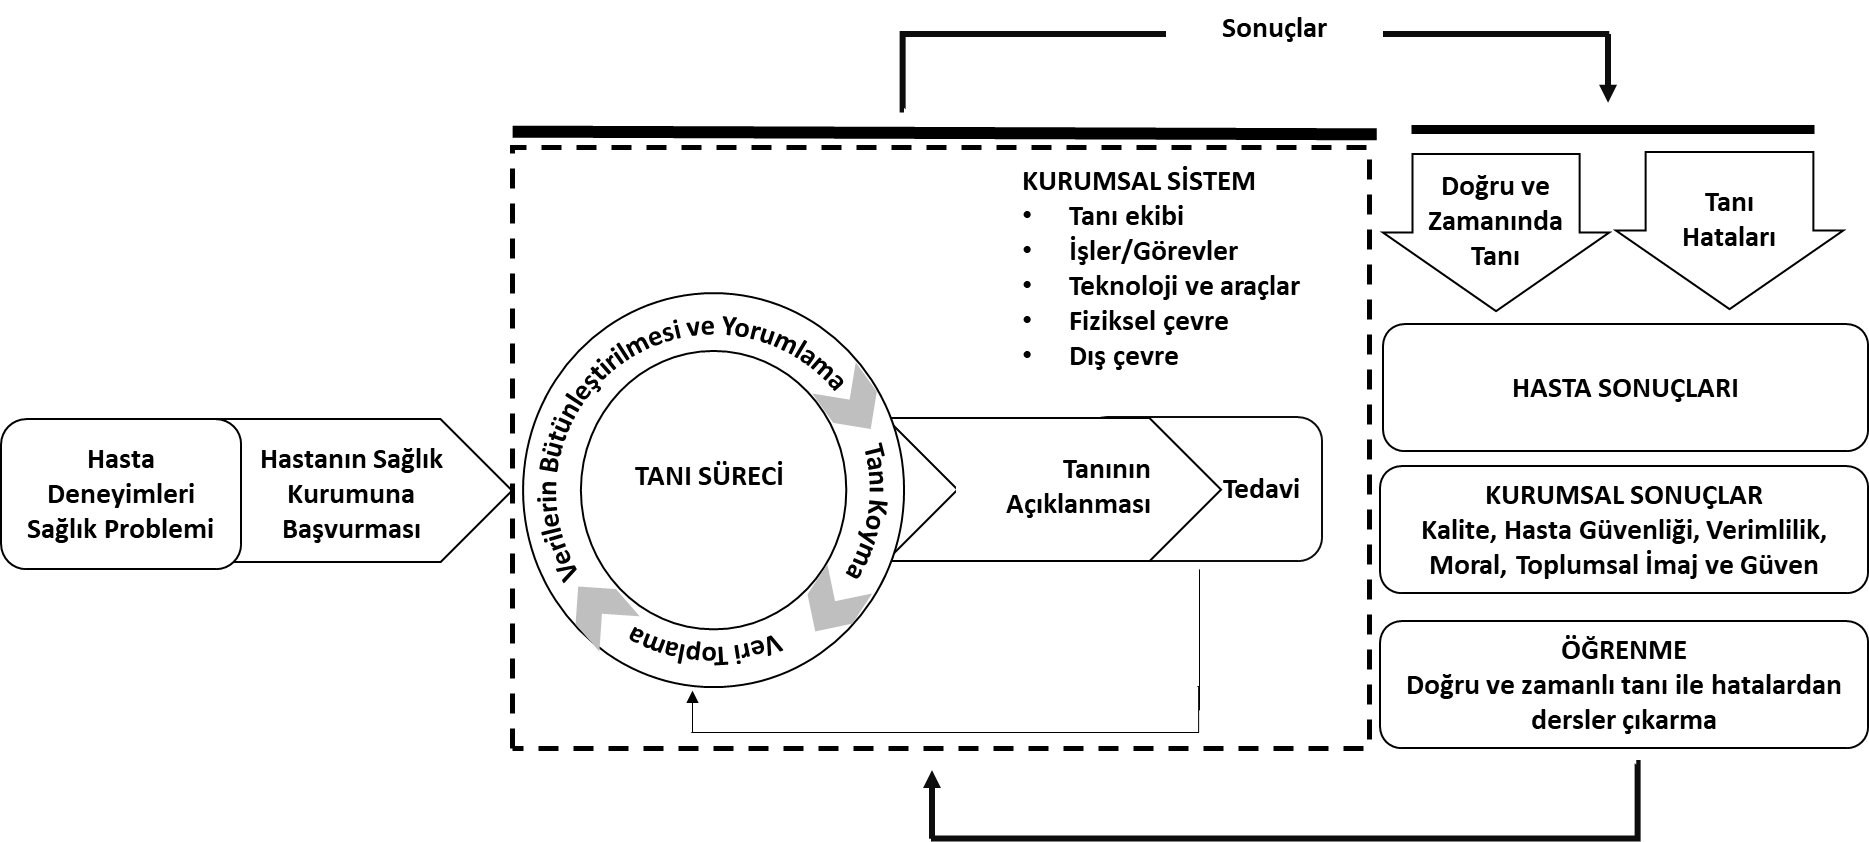 Sonuçlar
KURUMSAL SİSTEM
• Tanı ekibi
• İşler/Görevler
• Teknoloji ve araçlar
• Fiziksel çevre
• Dış çevre
Hasta
Deneyimleri
Sağlık Problemi
Hastanın Sağlık
Kurumuna
Başvurması
Verilerin Bütünleştirilmesi ve Yorumlama
Tanı Koyma
Veri Toplama
TANI SÜRECİ
Tanının
Açıklanması
Tedavi
Doğru ve
Zamanında
Tanı
Tanı
Hataları
HASTA SONUÇLARI
KURUMSAL SONUÇLAR
Kalite, Hasta Güvenliği, Verimlilik,
Moral, Toplumsal İmaj ve Güven
ÖĞRENME
Doğru ve zamanlı tanı ile hatalardan
dersler çıkarma